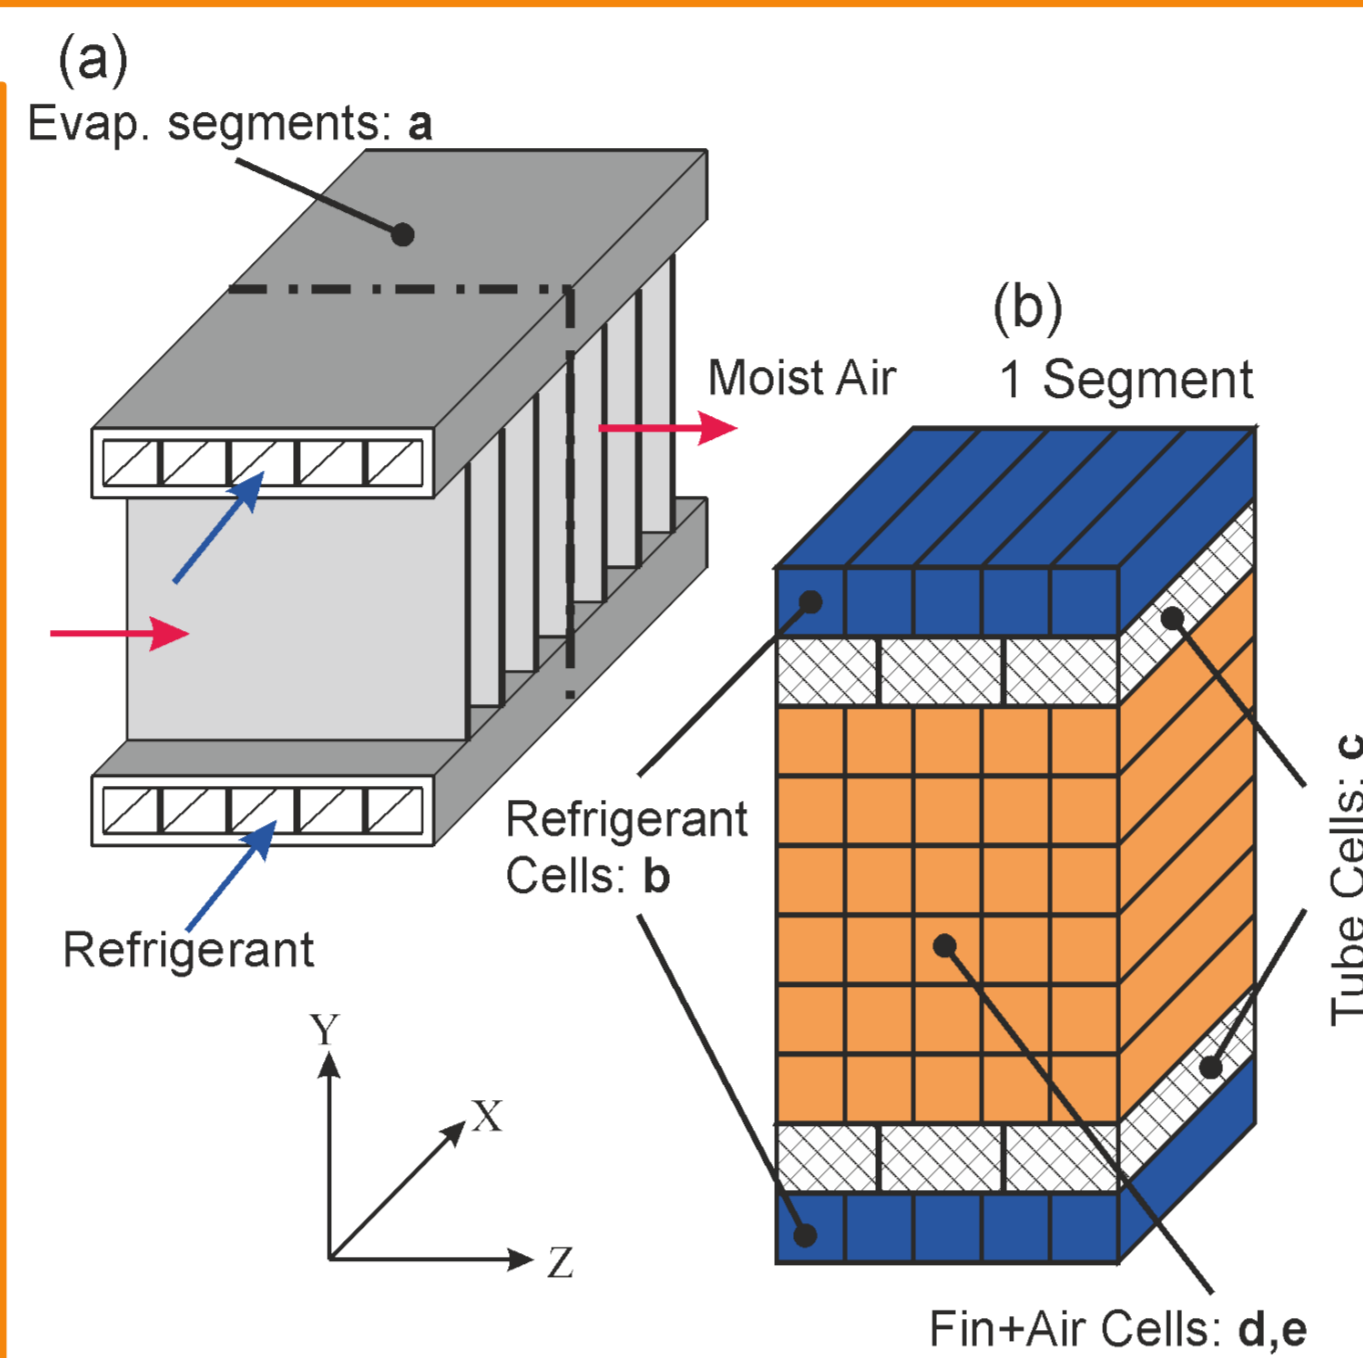 (a)
Evap. segments: a
(b)
1 Segment
Moist Air
Refrigerant
Cells: b
Tube Cells: c
Refrigerant
Y
X
Z
Fin+Air Cells: d,e